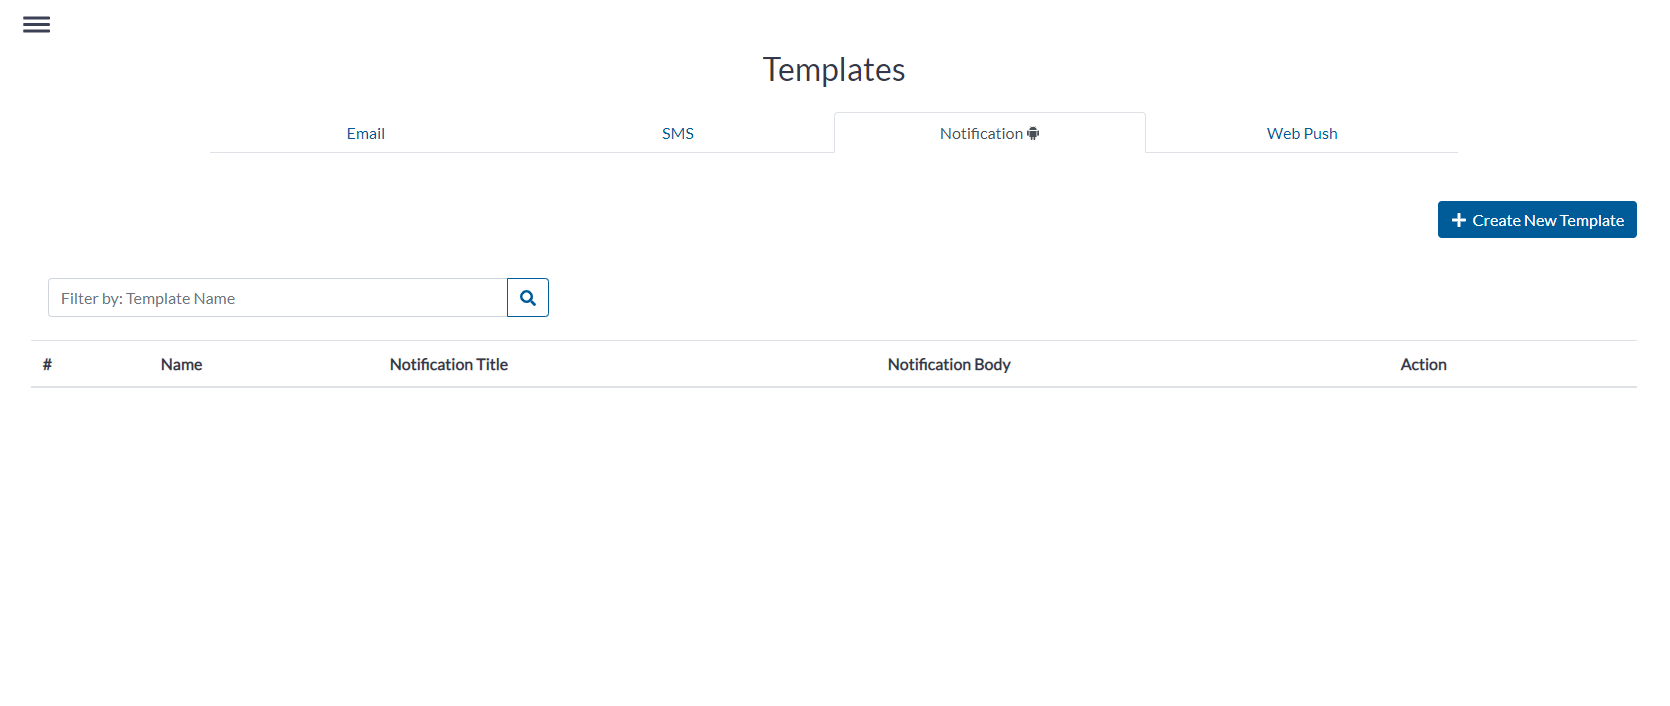 Templates
Email SMS Notification Web Push
Create New Template
Filter by: Template Name
# Name Notification Title Notification Body Action